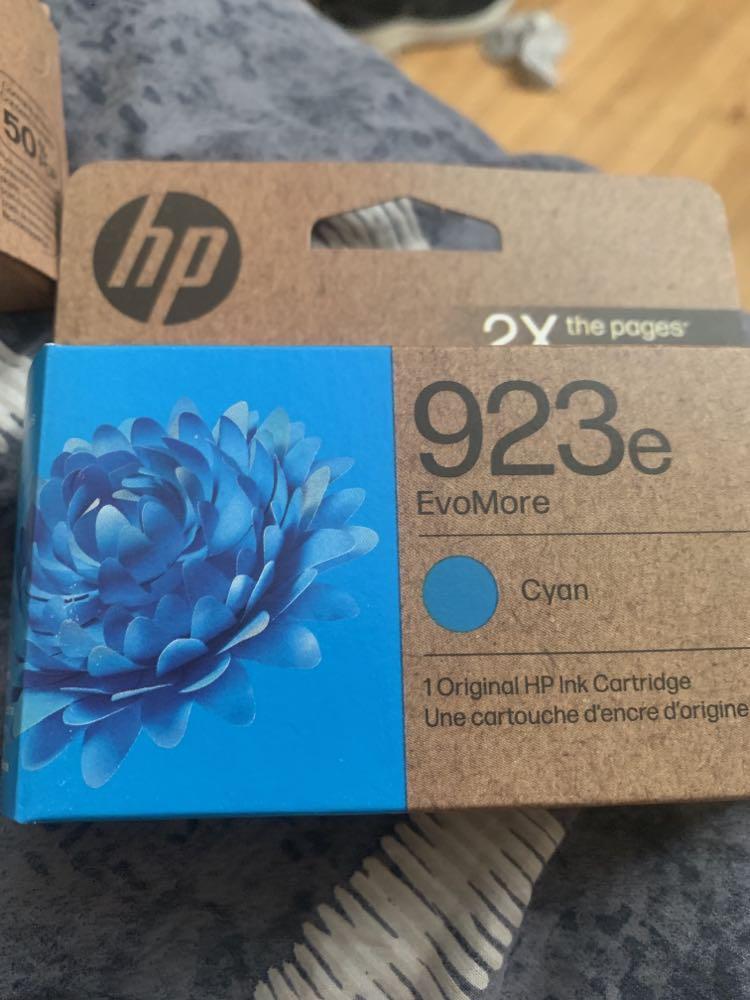 50
hp
2X the pages*
923e
EvoMore
Cyan
1 Original HP Ink Cartridge
Une cartouche d'encre d'origine